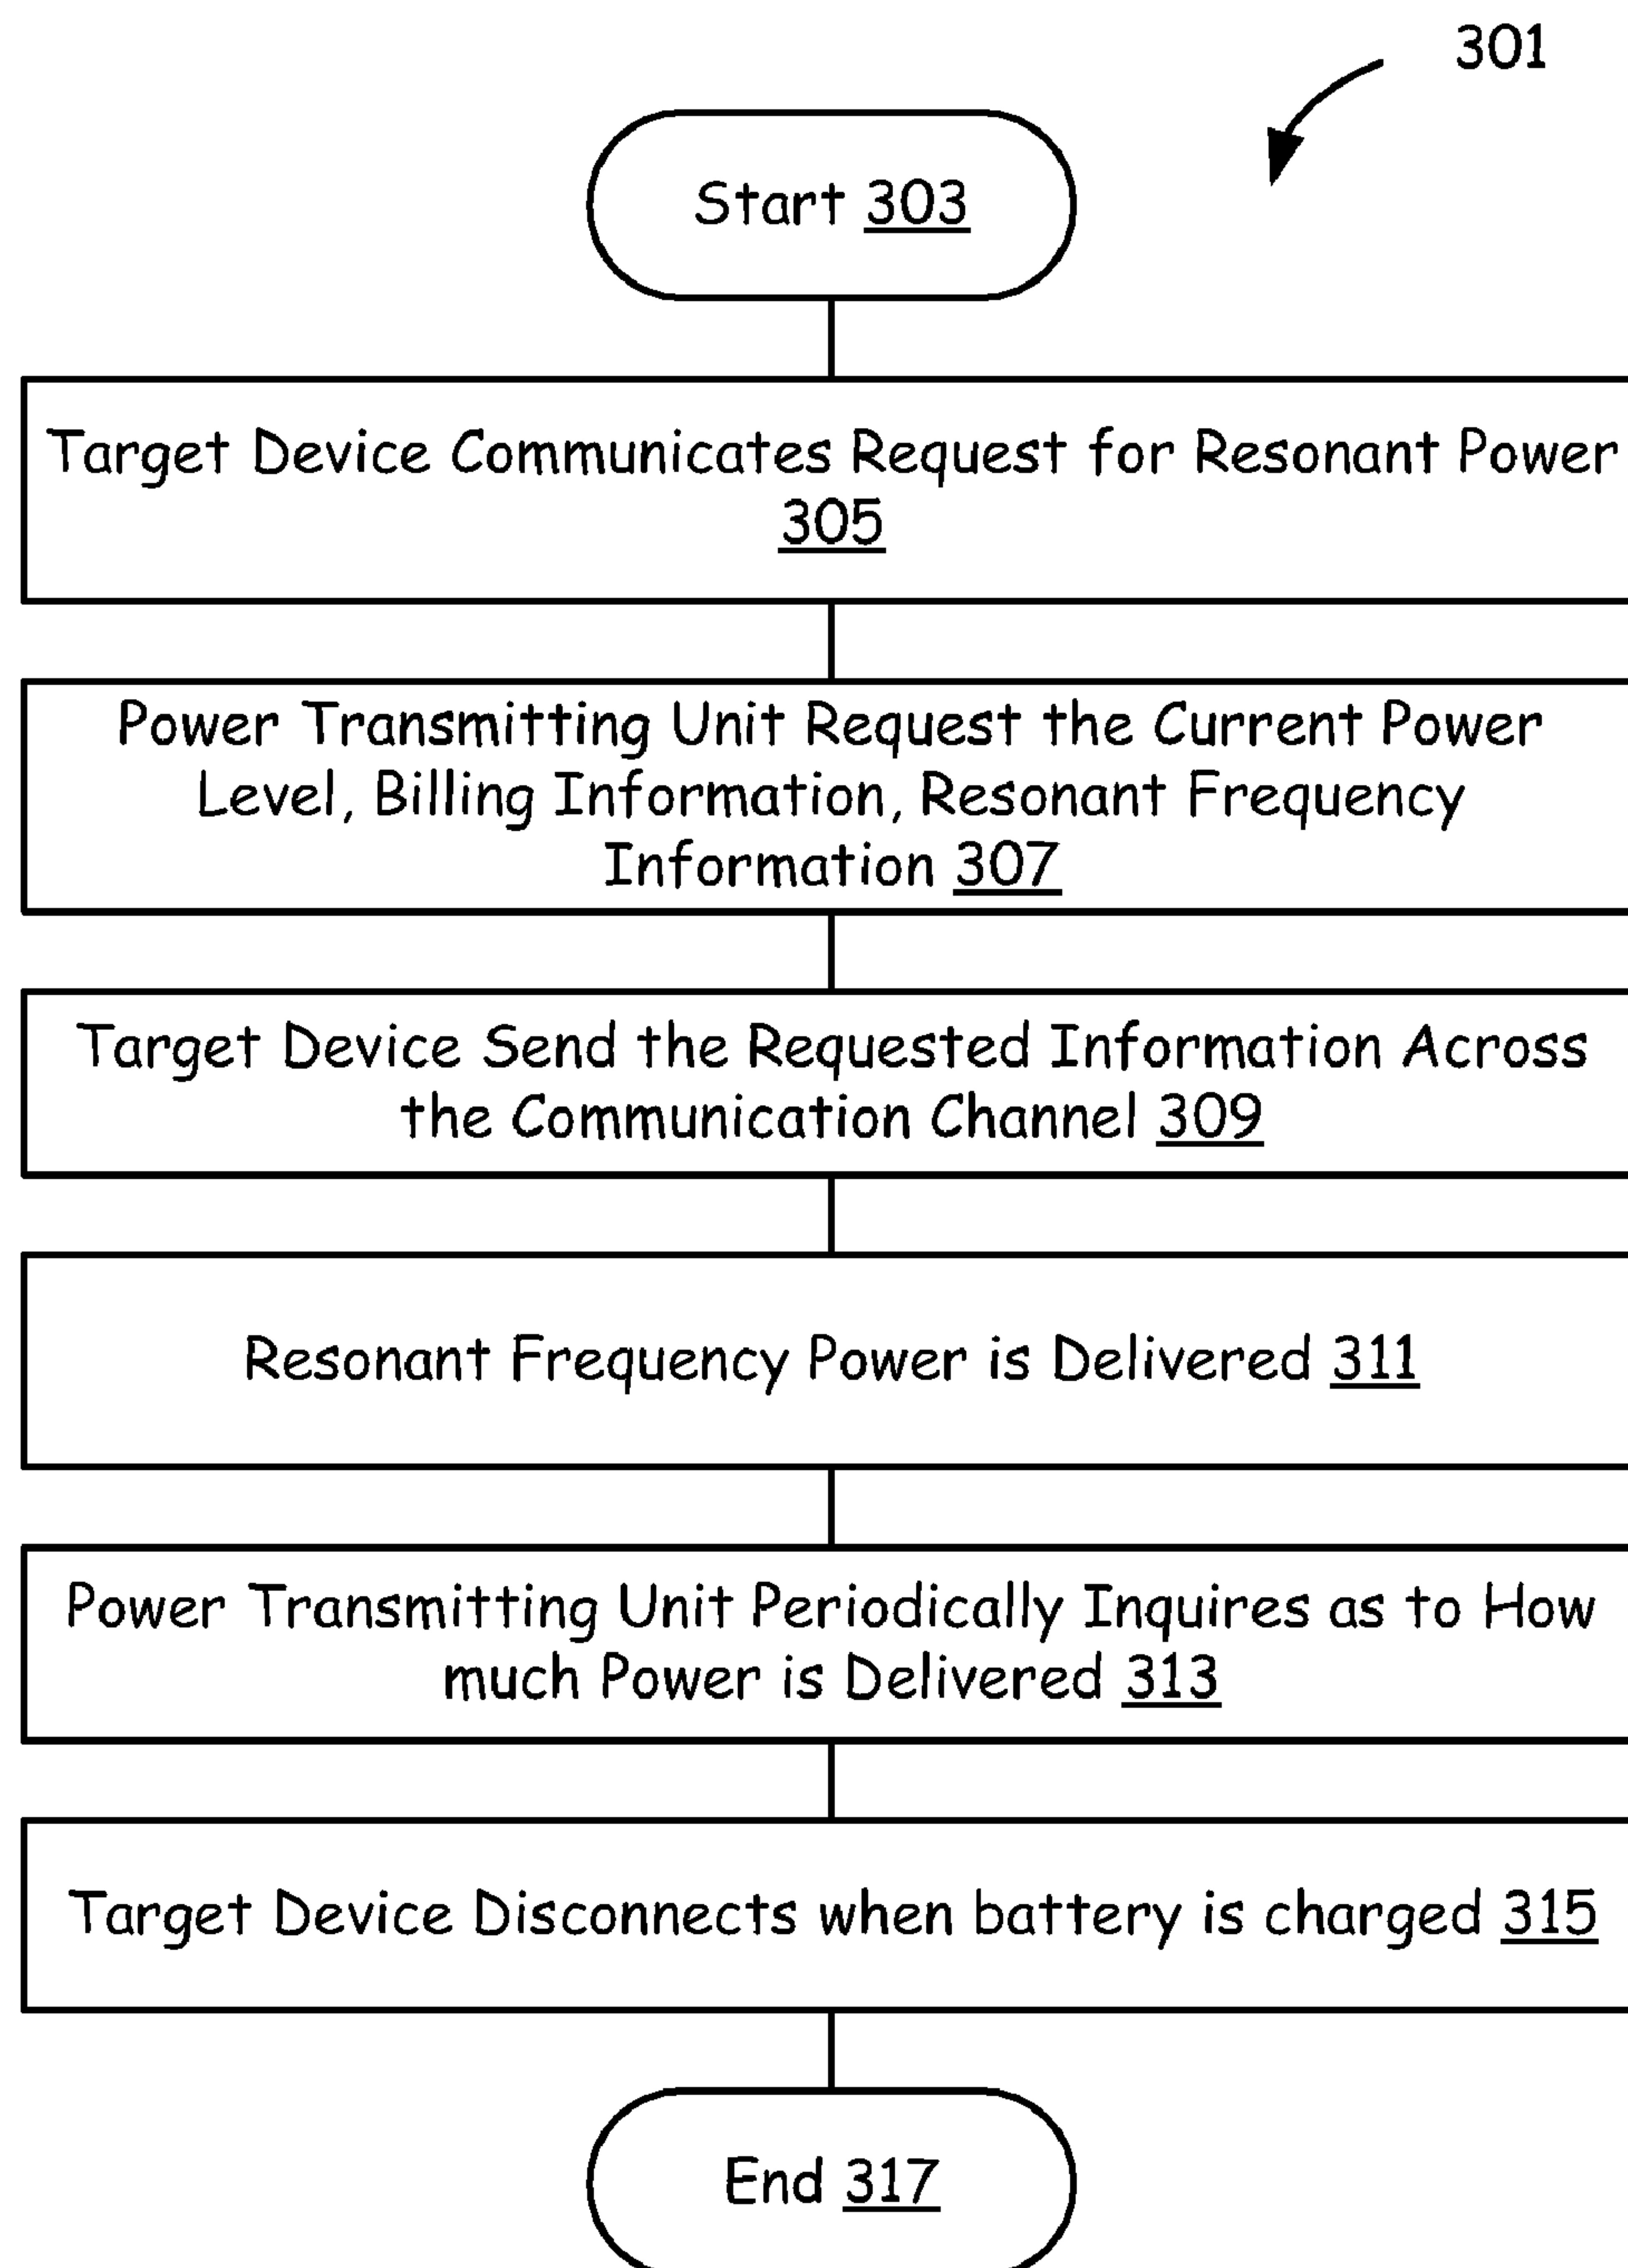 301
Start 303
Target Device Communicates Request for Resonant Power
305
Power Transmitting Unit Request the Current Power
Level, Billing Information, Resonant Frequency
Information 307
Target Device Send the Requested Information Across
the Communication Channel 309
Resonant Frequency Power is Delivered 311
Power Transmitting Unit Periodically Inquires as to How
much Power is Delivered 313
Target Device Disconnects when battery is charged 315
End 317